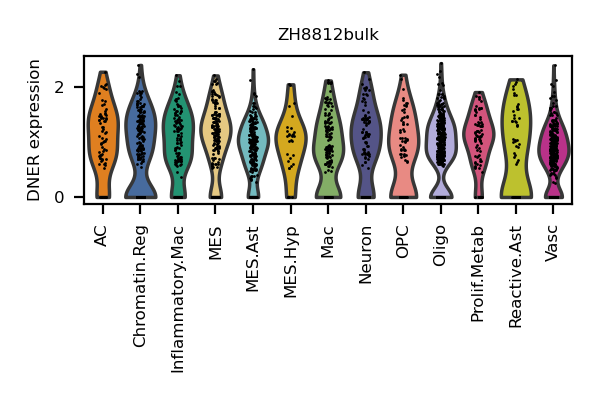 ZH8812bulk
DNER expression
2
0
AC
Chromatin.Reg
Inflammatory.Mac
MES
MES.Ast
MES.Hyp
Mac
Neuron
OPC
Oligo
Prolif.Metab
Reactive.Ast
Vasc